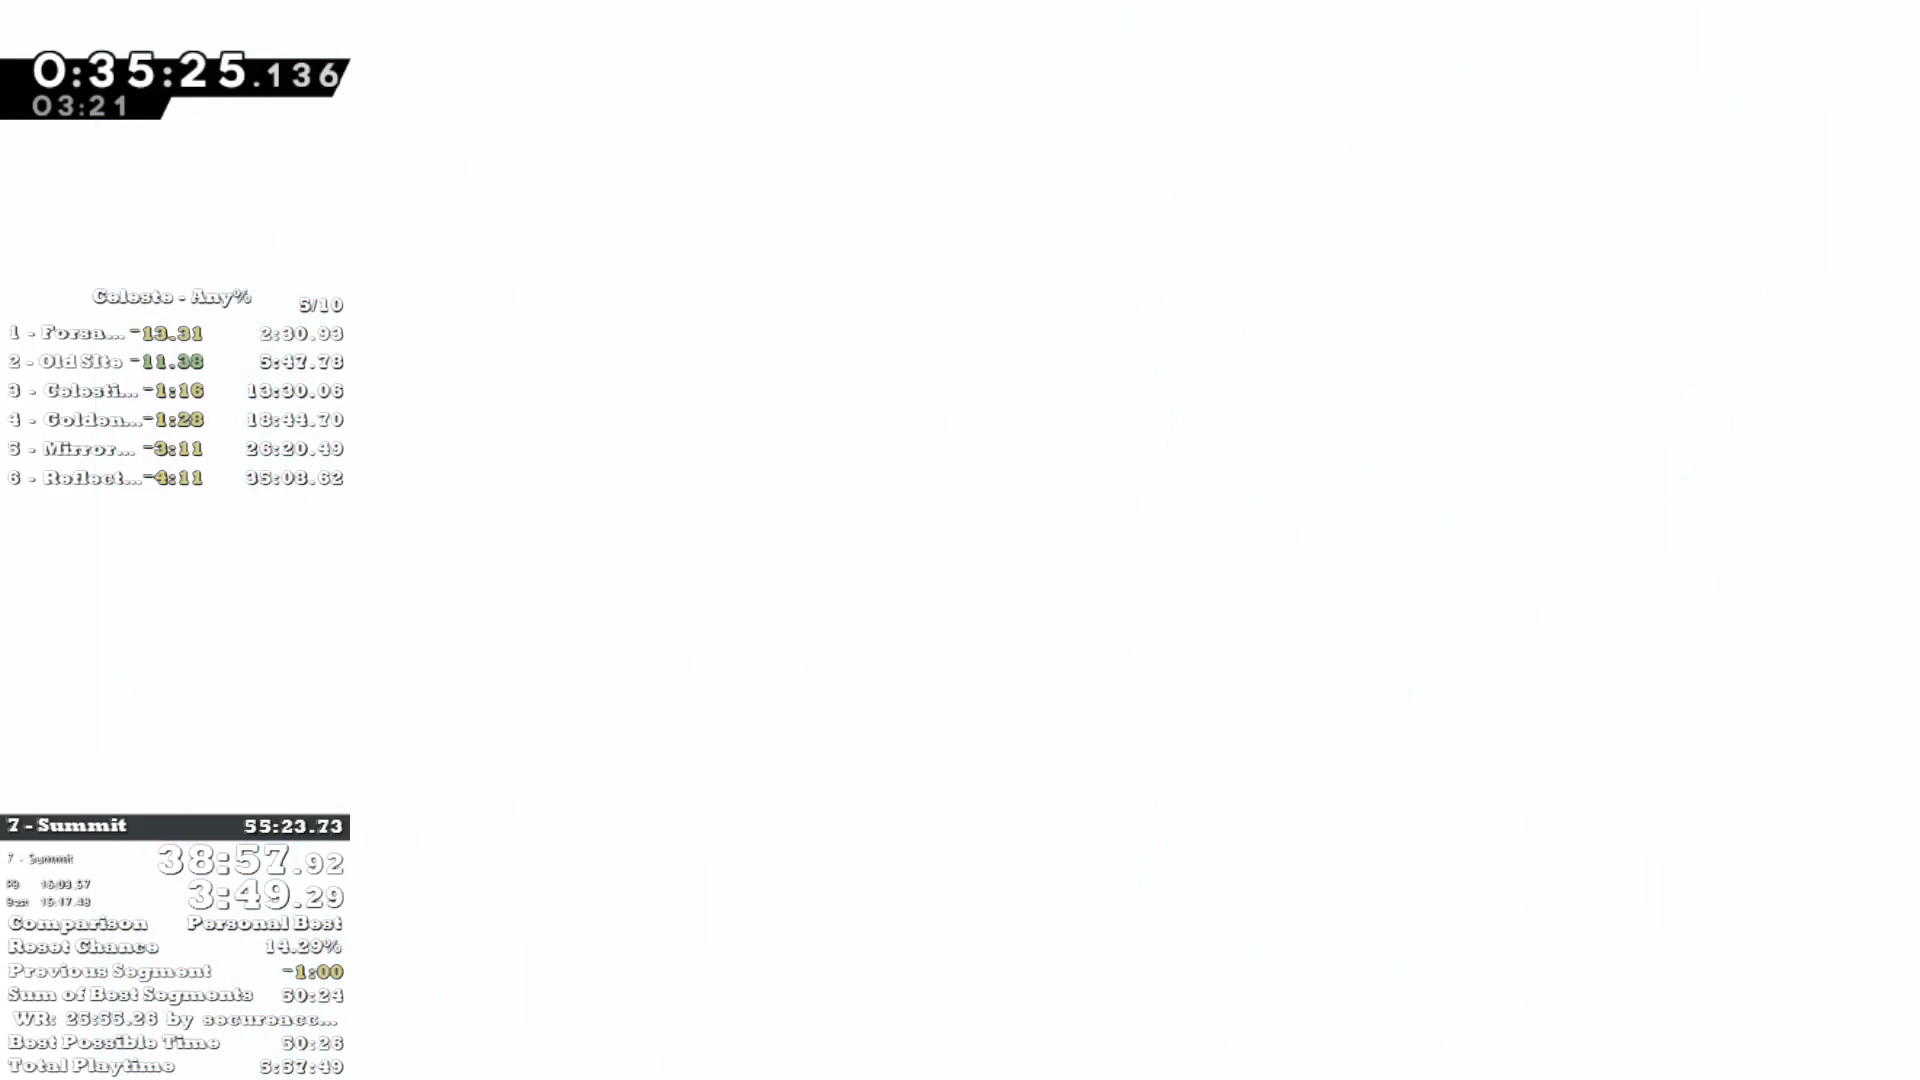 0:35:25.136
03:21
Celeste - Any%
5/10
1 - Forsa... -13.31 2:30.93
2 - Old SIte -11.38 5:47.78
3 - Celesti... -1:16 13:30.06
4 - Golden... -1:28 18:44.70
5 - Mirror... -3:11 26:20.49
6 - Reflect... -4:11 35:08.62
7 - Summit 55:23.73
7 - Summit 38:57.92
PB
3:49.29
Best
Comparison Personal Best
Reset Chance 14.29%
Previous Segment -1:00
Sum of Best Segments 50:24
WR: 25:55.26 by secureacc...
Best Possible Time 50:26
Total Playtime 5:57:49